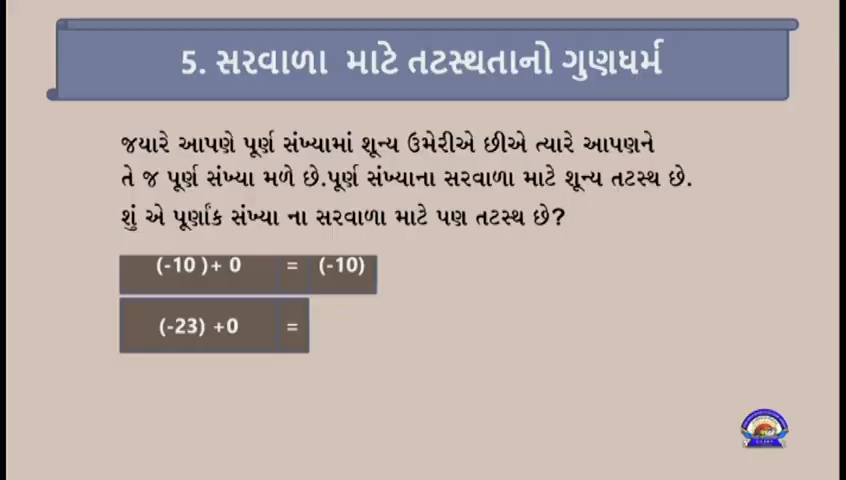 5. સરવાળા માટે તટસ્થતાનો ગુણધર્મ
જયારે આપણે પૂર્ણ સંખ્યામાં શૂન્ય ઉમેરીએ છીએ ત્યારે આપણને
તે જ પૂર્ણ સંખ્યા મળે છે.પૂર્ણ સંખ્યાના સરવાળા માટે શૂન્ય તટસ્થ છે.
શું એ પૂર્ણાંક સંખ્યા ના સરવાળા માટે પણ તટસ્થ છે?
(-10 )+ 0 = (-10)
(-23) +0 =